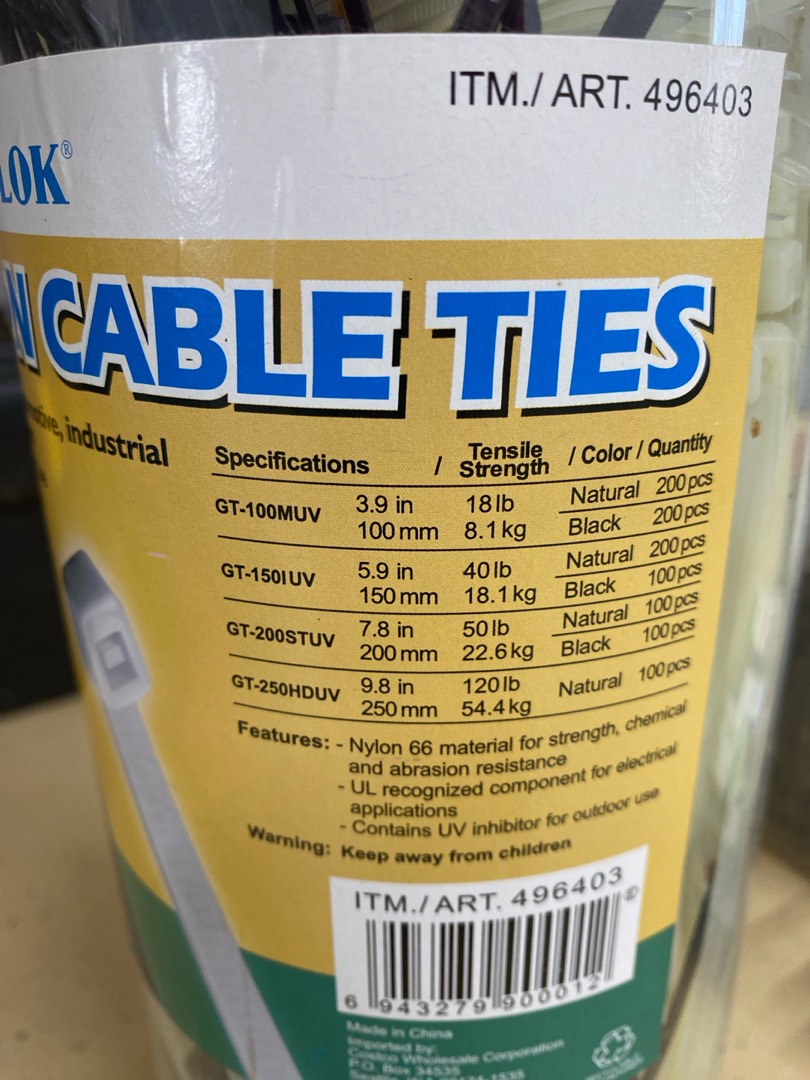 ITM./ ART. 496403
LOK®
N CABLE TIES
industrial
Specifications / Tensile Strength / Color / Quantity
GT-100MUV 3.9 in 18 lb Natural 200 pcs
100 mm 8.1 kg Black 200 pcs
GT-150IUV 5.9 in 40 lb Natural 200 pcs
150 mm 18.1 kg Black 100 pcs
GT-200STUV 7.8 in 50 lb Natural 100 pcs
200 mm 22.6 kg Black 100 pcs
GT-250HDUV 9.8 in 120 lb Natural 100 pcs
250 mm 54.4 kg
Features: - Nylon 66 material for strength, chemical
and abrasion resistance
- UL recognized component for electrical
applications
- Contains UV inhibitor for outdoor use
Warning: Keep away from children
ITM./ ART. 496403
6 943279 900012
Made in China
Imported by:
Costco Wholesale Corporation
P.O. Box 34535